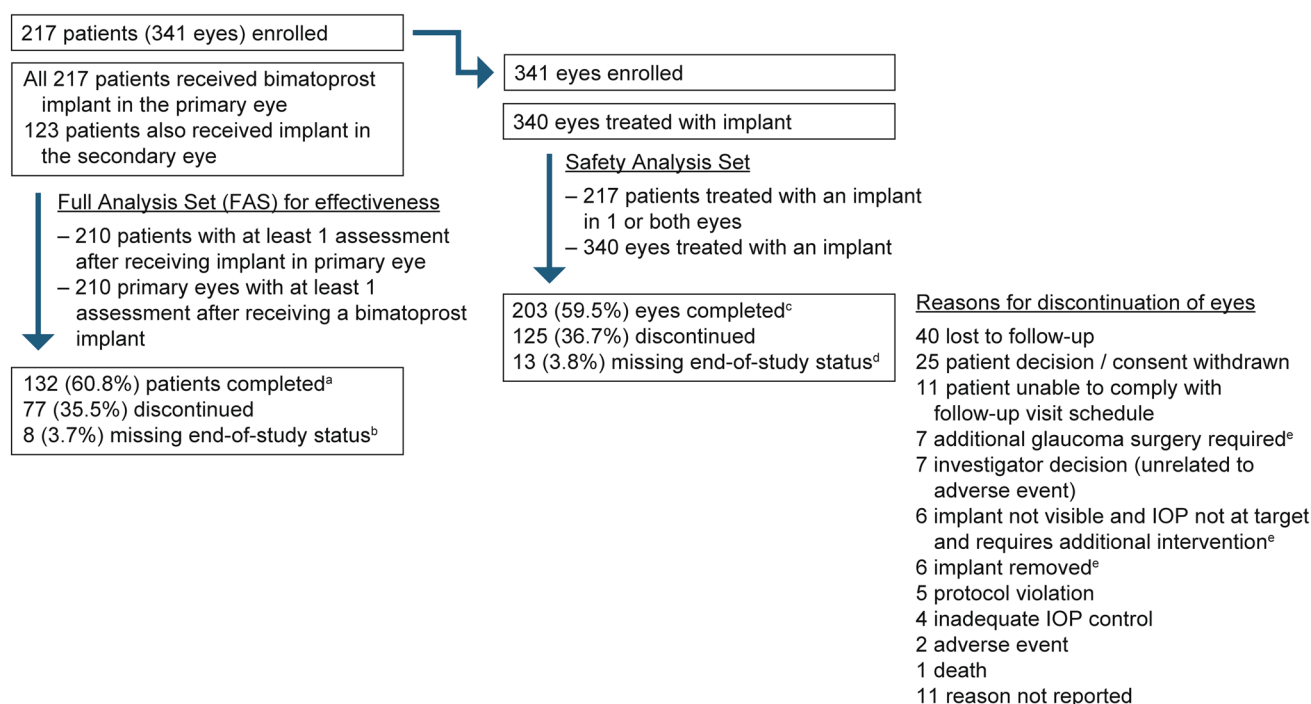 217 patients (341 eyes) enrolled
All 217 patients received bimatoprost
implant in the primary eye
123 patients also received implant in
the secondary eye
Full Analysis Set (FAS) for effectiveness
– 210 patients with at least 1 assessment
after receiving implant in primary eye
– 210 primary eyes with at least 1
assessment after receiving a bimatoprost
implant
132 (60.8%) patients completedᵃ
77 (35.5%) discontinued
8 (3.7%) missing end-of-study statusᵇ
341 eyes enrolled
340 eyes treated with implant
Safety Analysis Set
– 217 patients treated with an implant
in 1 or both eyes
– 340 eyes treated with an implant
203 (59.5%) eyes completedᶜ
125 (36.7%) discontinued
13 (3.8%) missing end-of-study statusᵈ
Reasons for discontinuation of eyes
40 lost to follow-up
25 patient decision / consent withdrawn
11 patient unable to comply with
follow-up visit schedule
7 additional glaucoma surgery requiredᵉ
7 investigator decision (unrelated to
adverse event)
6 implant not visible and IOP not at target
and requires additional interventionᵉ
6 implant removedᵉ
5 protocol violation
4 inadequate IOP control
2 adverse event
1 death
11 reason not reported